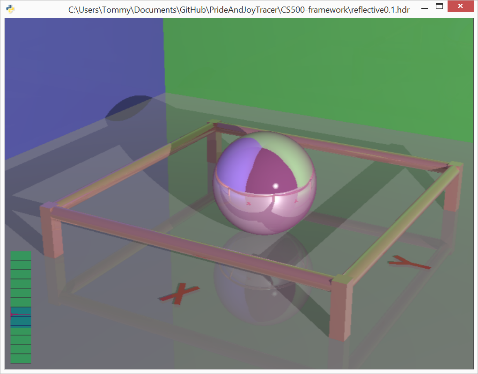 C:\Users\Tommy\Documents\GitHub\PrideAndJoyTracer\CS500 framework\reflective0.1.hdr
X
Y